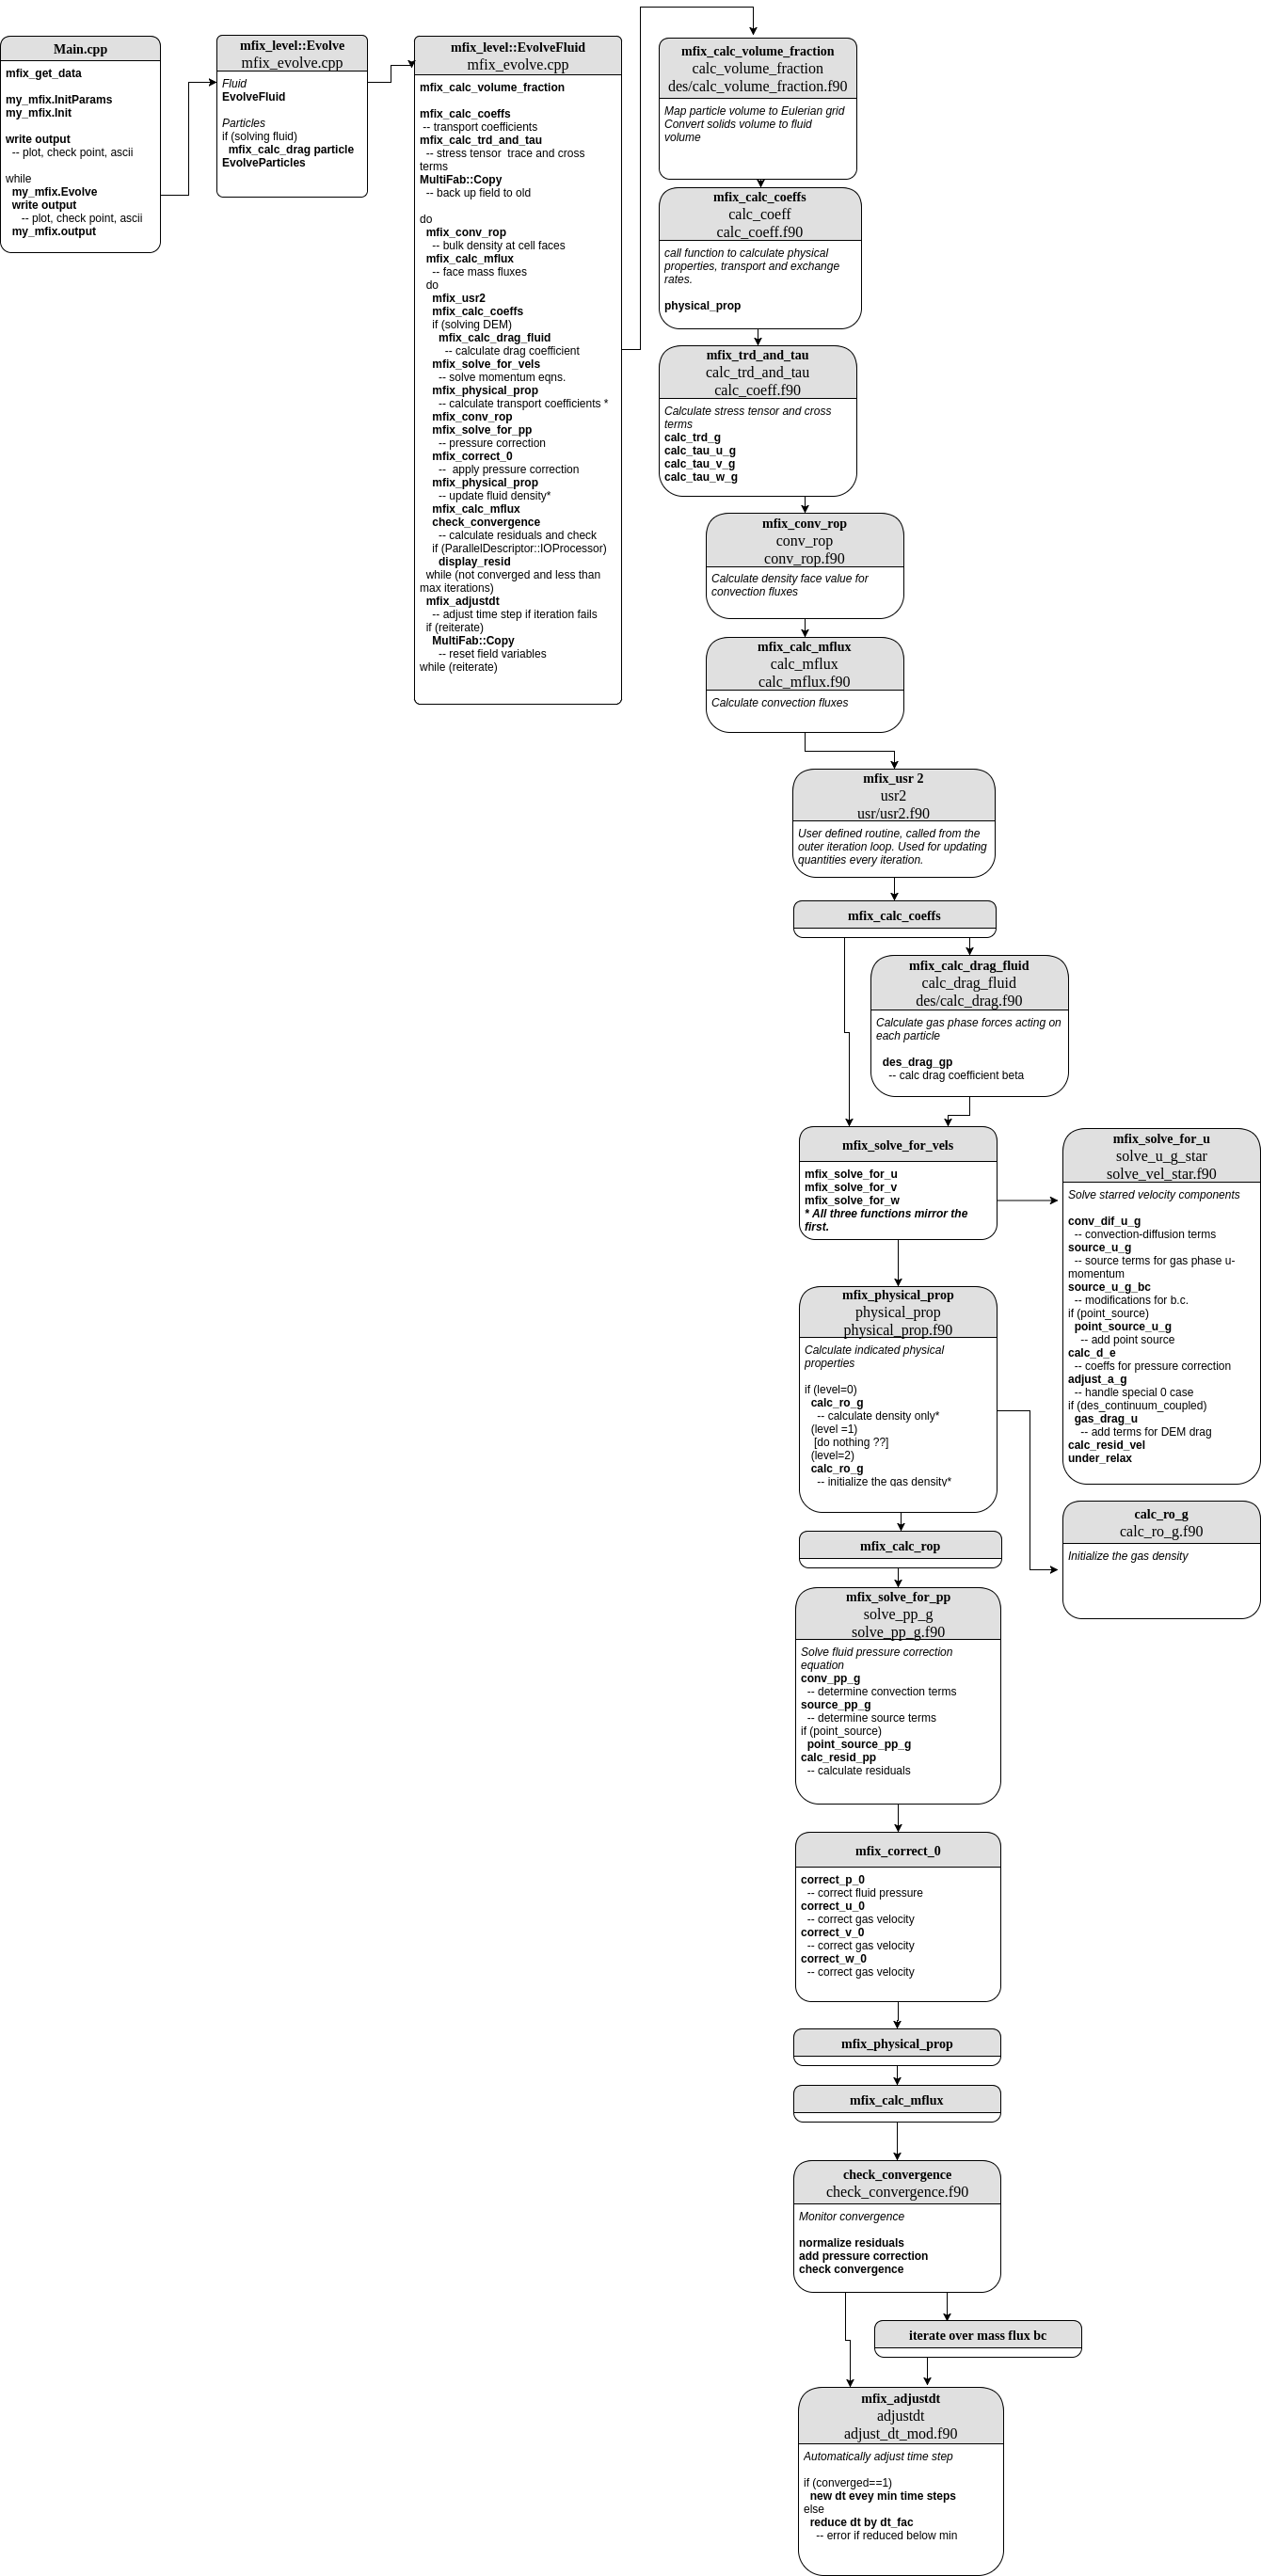 Main.cpp
mfix_get_data
my_mfix.InitParams
my_mfix.Init
write output
-- plot, check point, ascii
while
my_mfix.Evolve
write output
-- plot, check point, ascii
my_mfix.output
mfix_level::Evolve
mfix_evolve.cpp
Fluid
EvolveFluid
Particles
if (solving fluid)
mfix_calc_drag particle
EvolveParticles
mfix_level::EvolveFluid
mfix_evolve.cpp
mfix_calc_volume_fraction
mfix_calc_coeffs
-- transport coefficients
mfix_calc_trd_and_tau
-- stress tensor  trace and cross
terms
MultiFab::Copy
-- back up field to old
do
mfix_conv_rop
-- bulk density at cell faces
mfix_calc_mflux
-- face mass fluxes
do
mfix_usr2
mfix_calc_coeffs
if (solving DEM)
mfix_calc_drag_fluid
-- calculate drag coefficient
mfix_solve_for_vels
-- solve momentum eqns.
mfix_physical_prop
-- calculate transport coefficients *
mfix_conv_rop
mfix_solve_for_pp
-- pressure correction
mfix_correct_0
--  apply pressure correction
mfix_physical_prop
-- update fluid density*
mfix_calc_mflux
check_convergence
-- calculate residuals and check
if (ParallelDescriptor::IOProcessor)
display_resid
while (not converged and less than
max iterations)
mfix_adjustdt
-- adjust time step if iteration fails
if (reiterate)
MultiFab::Copy
-- reset field variables
while (reiterate)
mfix_calc_volume_fraction
calc_volume_fraction
des/calc_volume_fraction.f90
Map particle volume to Eulerian grid
Convert solids volume to fluid
volume
mfix_calc_coeffs
calc_coeff
calc_coeff.f90
call function to calculate physical
properties, transport and exchange
rates.
physical_prop
mfix_trd_and_tau
calc_trd_and_tau
calc_coeff.f90
Calculate stress tensor and cross
terms
calc_trd_g
calc_tau_u_g
calc_tau_v_g
calc_tau_w_g
mfix_conv_rop
conv_rop
conv_rop.f90
Calculate density face value for
convection fluxes
mfix_calc_mflux
calc_mflux
calc_mflux.f90
Calculate convection fluxes
mfix_usr 2
usr2
usr/usr2.f90
User defined routine, called from the
outer iteration loop. Used for updating
quantities every iteration.
mfix_calc_coeffs
mfix_calc_drag_fluid
calc_drag_fluid
des/calc_drag.f90
Calculate gas phase forces acting on
each particle
des_drag_gp
-- calc drag coefficient beta
mfix_solve_for_vels
mfix_solve_for_u
mfix_solve_for_v
mfix_solve_for_w
* All three functions mirror the
first.
mfix_solve_for_u
solve_u_g_star
solve_vel_star.f90
Solve starred velocity components
conv_dif_u_g
-- convection-diffusion terms
source_u_g
-- source terms for gas phase u-
momentum
source_u_g_bc
-- modifications for b.c.
if (point_source)
point_source_u_g
-- add point source
calc_d_e
-- coeffs for pressure correction
adjust_a_g
-- handle special 0 case
if (des_continuum_coupled)
gas_drag_u
-- add terms for DEM drag
calc_resid_vel
under_relax
mfix_physical_prop
physical_prop
physical_prop.f90
Calculate indicated physical
properties
if (level=0)
calc_ro_g
-- calculate density only*
(level =1)
[do nothing ??]
(level=2)
calc_ro_g
-- initialize the gas density*
calc_ro_g
calc_ro_g.f90
Initialize the gas density
mfix_calc_rop
mfix_solve_for_pp
solve_pp_g
solve_pp_g.f90
Solve fluid pressure correction
equation
conv_pp_g
-- determine convection terms
source_pp_g
-- determine source terms
if (point_source)
point_source_pp_g
calc_resid_pp
-- calculate residuals
mfix_correct_0
correct_p_0
-- correct fluid pressure
correct_u_0
-- correct gas velocity
correct_v_0
-- correct gas velocity
correct_w_0
-- correct gas velocity
mfix_physical_prop
mfix_calc_mflux
check_convergence
check_convergence.f90
Monitor convergence
normalize residuals
add pressure correction
check convergence
iterate over mass flux bc
mfix_adjustdt
adjustdt
adjust_dt_mod.f90
Automatically adjust time step
if (converged==1)
new dt evey min time steps
else
reduce dt by dt_fac
-- error if reduced below min